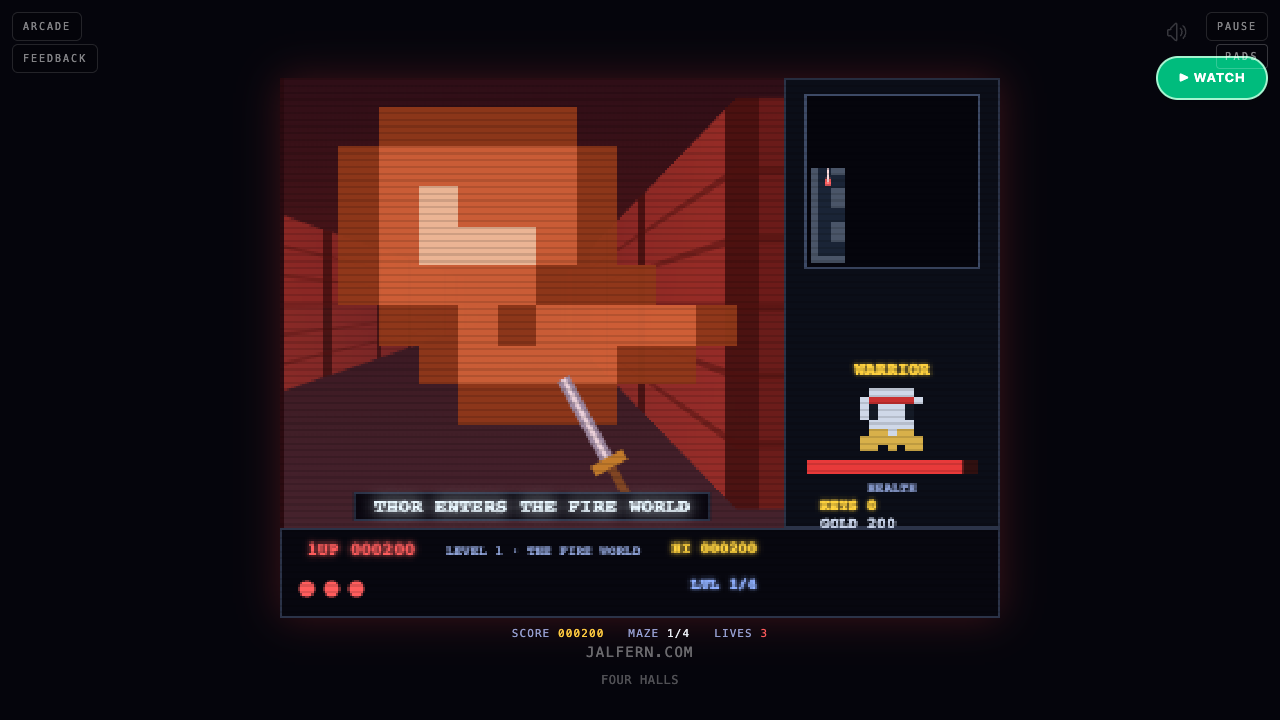 ARCADE
FEEDBACK
PAUSE
PADS
WATCH
WARRIOR
HEALTH
KEYS 0
GOLD 200
THOR ENTERS THE FIRE WORLD
1UP 000200
LEVEL 1 · THE FIRE WORLD
HI 000200
LVL 1/4
SCORE 000200 MAZE 1/4 LIVES 3
JALFERN.COM
FOUR HALLS